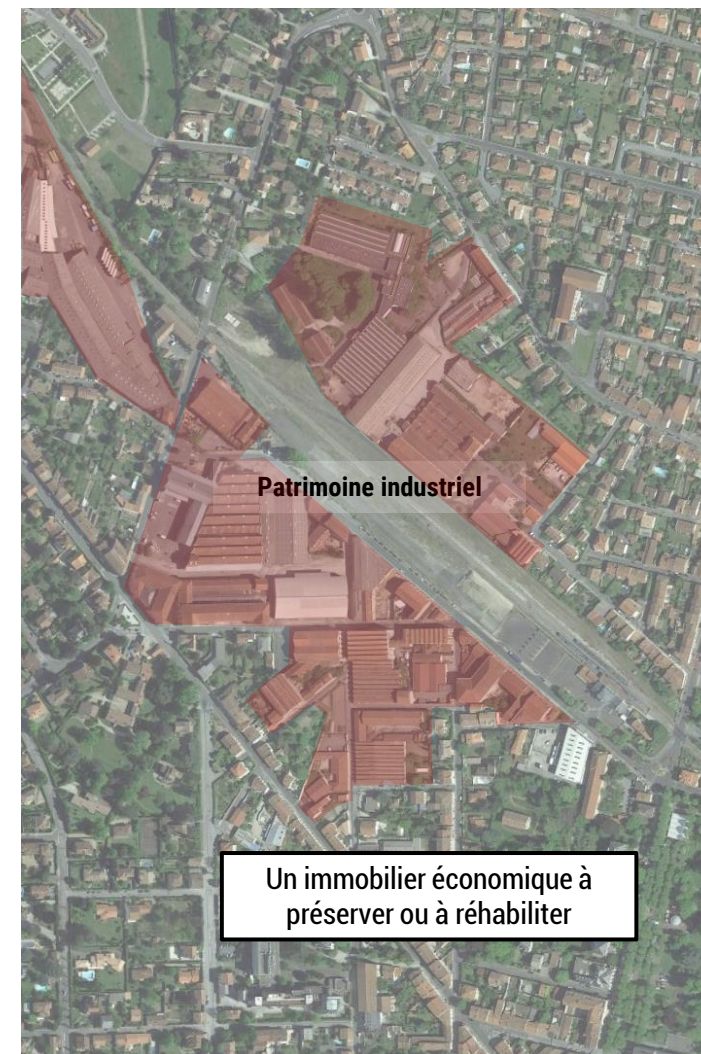 Patrimoine industriel
Un immobilier économique à
préserver ou à réhabiliter